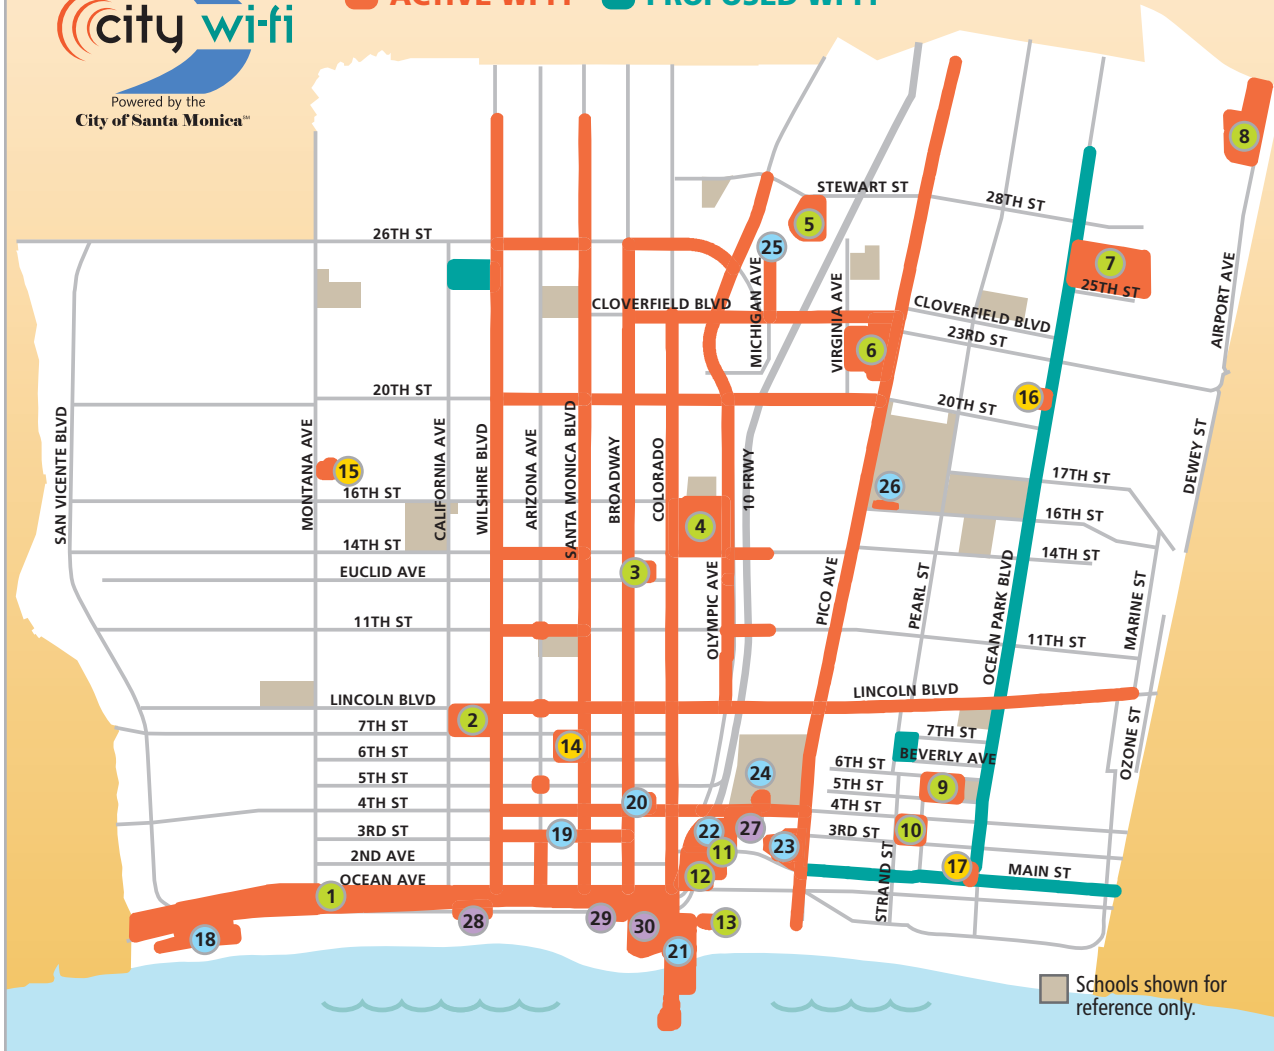 ACTIVE WI-FI
PROPOSED WI-FI
city wi-fi
Powered by the
City of Santa Monica℠
8
STEWART ST
28TH ST
5
26TH ST
25
7
25TH ST
AIRPORT AVE
MICHIGAN AVE
VIRGINIA AVE
CLOVERFIELD BLVD
CLOVERFIELD BLVD
23RD ST
6
20TH ST
16
20TH ST
SAN VICENTE BLVD
MONTANA AVE
CALIFORNIA AVE
WILSHIRE BLVD
ARIZONA AVE
SANTA MONICA BLVD
BROADWAY
COLORADO
10 FRWY
DEWEY ST
15
17TH ST
26
16TH ST
16TH ST
4
14TH ST
14TH ST
3
EUCLID AVE
OLYMPIC AVE
PICO AVE
PEARL ST
OCEAN PARK BLVD
MARINE ST
11TH ST
11TH ST
LINCOLN BLVD
LINCOLN BLVD
2
7TH ST
7TH ST
OZONE ST
14
6TH ST
BEVERLY AVE
6TH ST
24
5TH ST
5TH ST
9
20
4TH ST
4TH ST
19
22
27
3RD ST
3RD ST
10
23
11
2ND AVE
STRAND ST
17
MAIN ST
12
OCEAN AVE
1
28
29
30
13
18
21
Schools shown for
reference only.